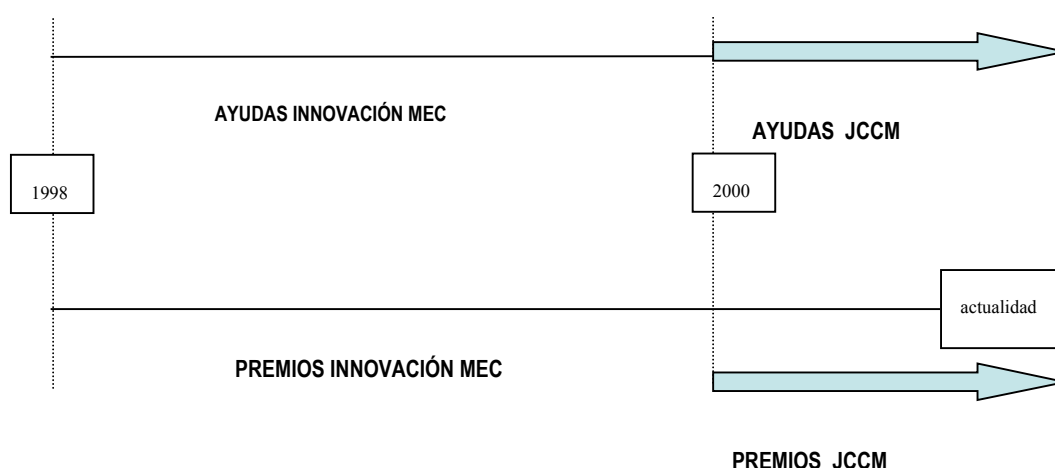 AYUDAS INNOVACIÓN MEC
AYUDAS JCCM
1998
2000
actualidad
PREMIOS INNOVACIÓN MEC
PREMIOS JCCM